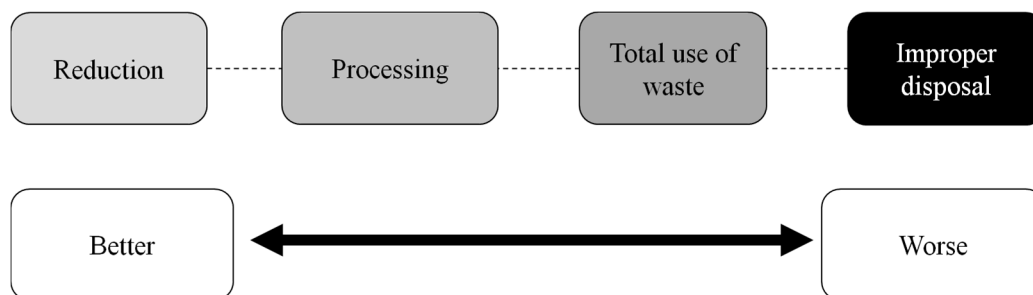 Reduction
Processing
Total use of
waste
Improper
disposal
Better
Worse